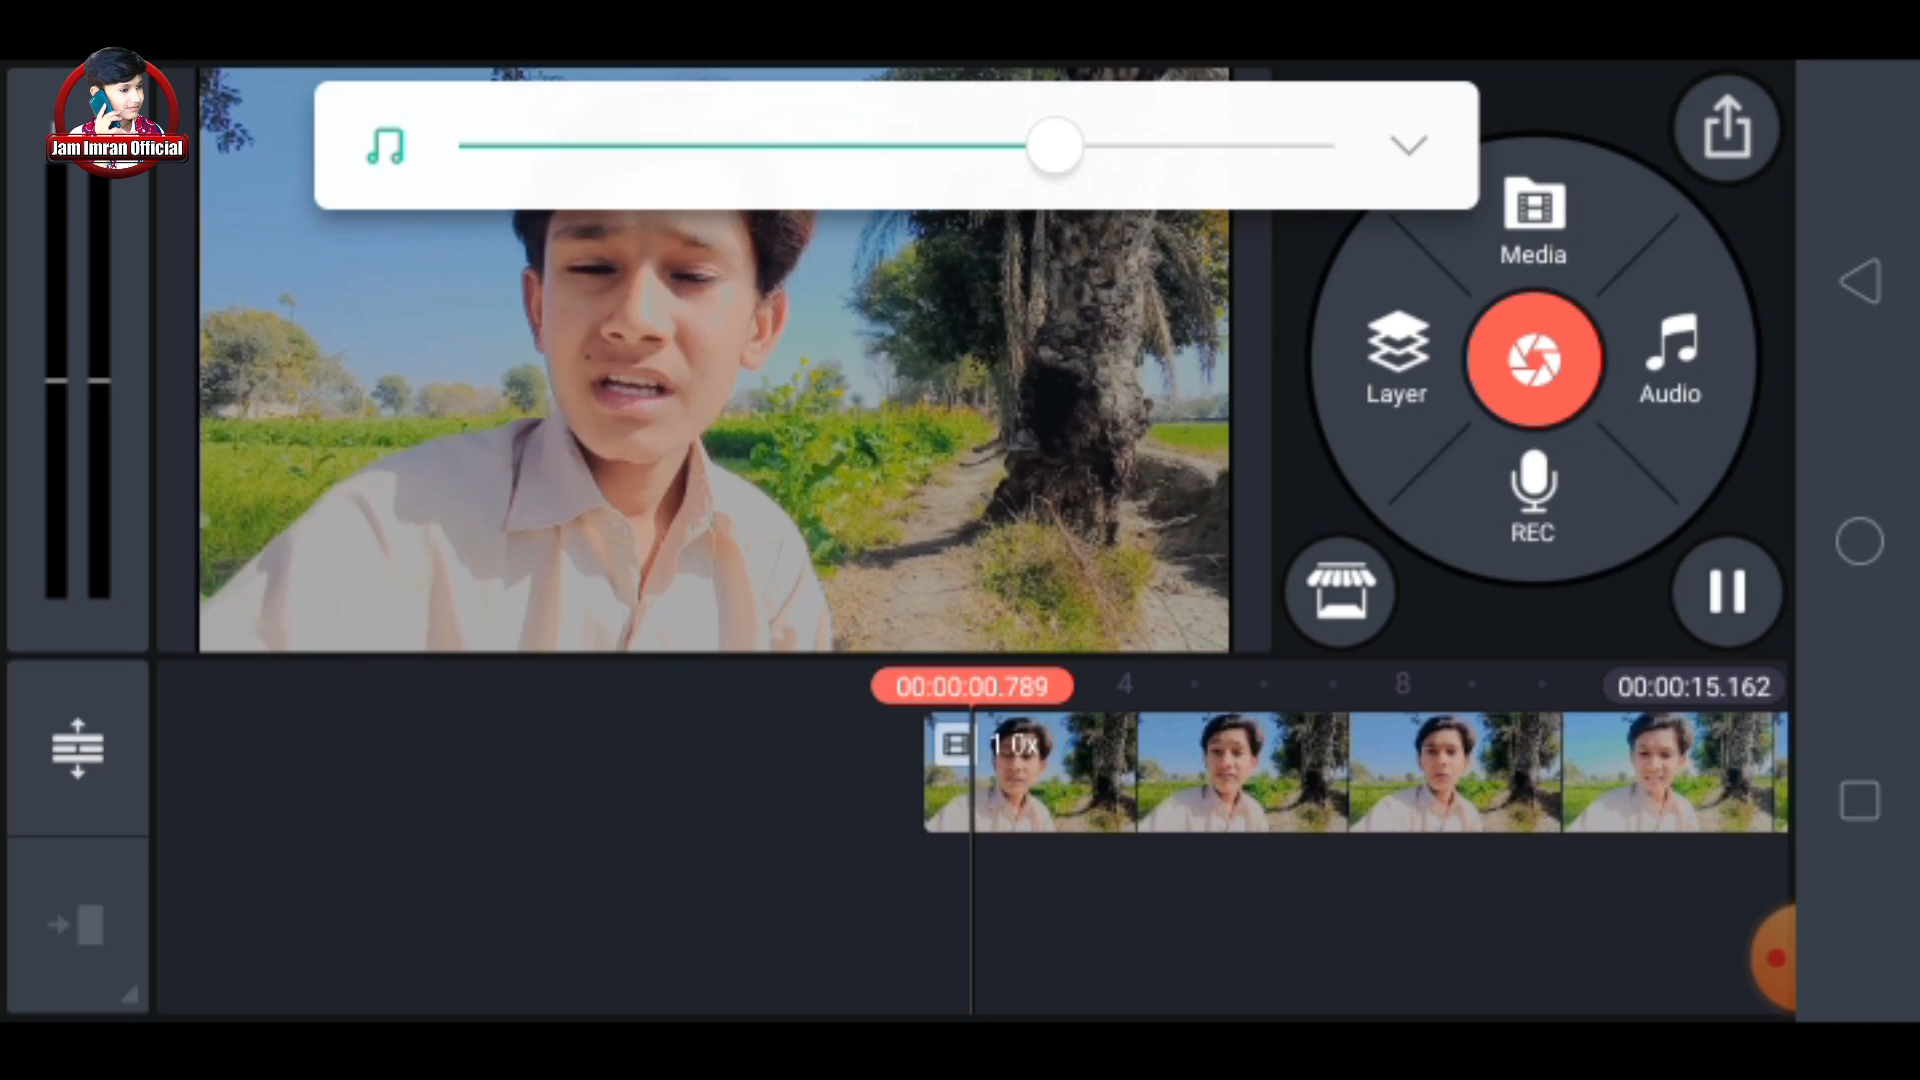 Jam Imran Official
Media
Layer
Audio
REC
00:00:00.789
4
8
00:00:15.162
1.0x